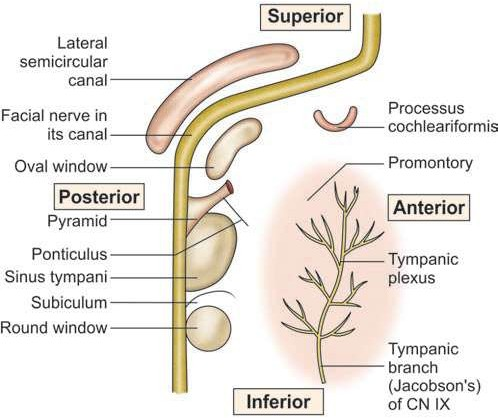 Superior
Lateral
semicircular
canal
Facial nerve in
its canal
Oval window
Posterior
Pyramid
Ponticulus
Sinus tympani
Subiculum
Round window
Processus
cochleariformis
Promontory
Anterior
Tympanic
plexus
Tympanic
branch
(Jacobson's)
of CN IX
Inferior